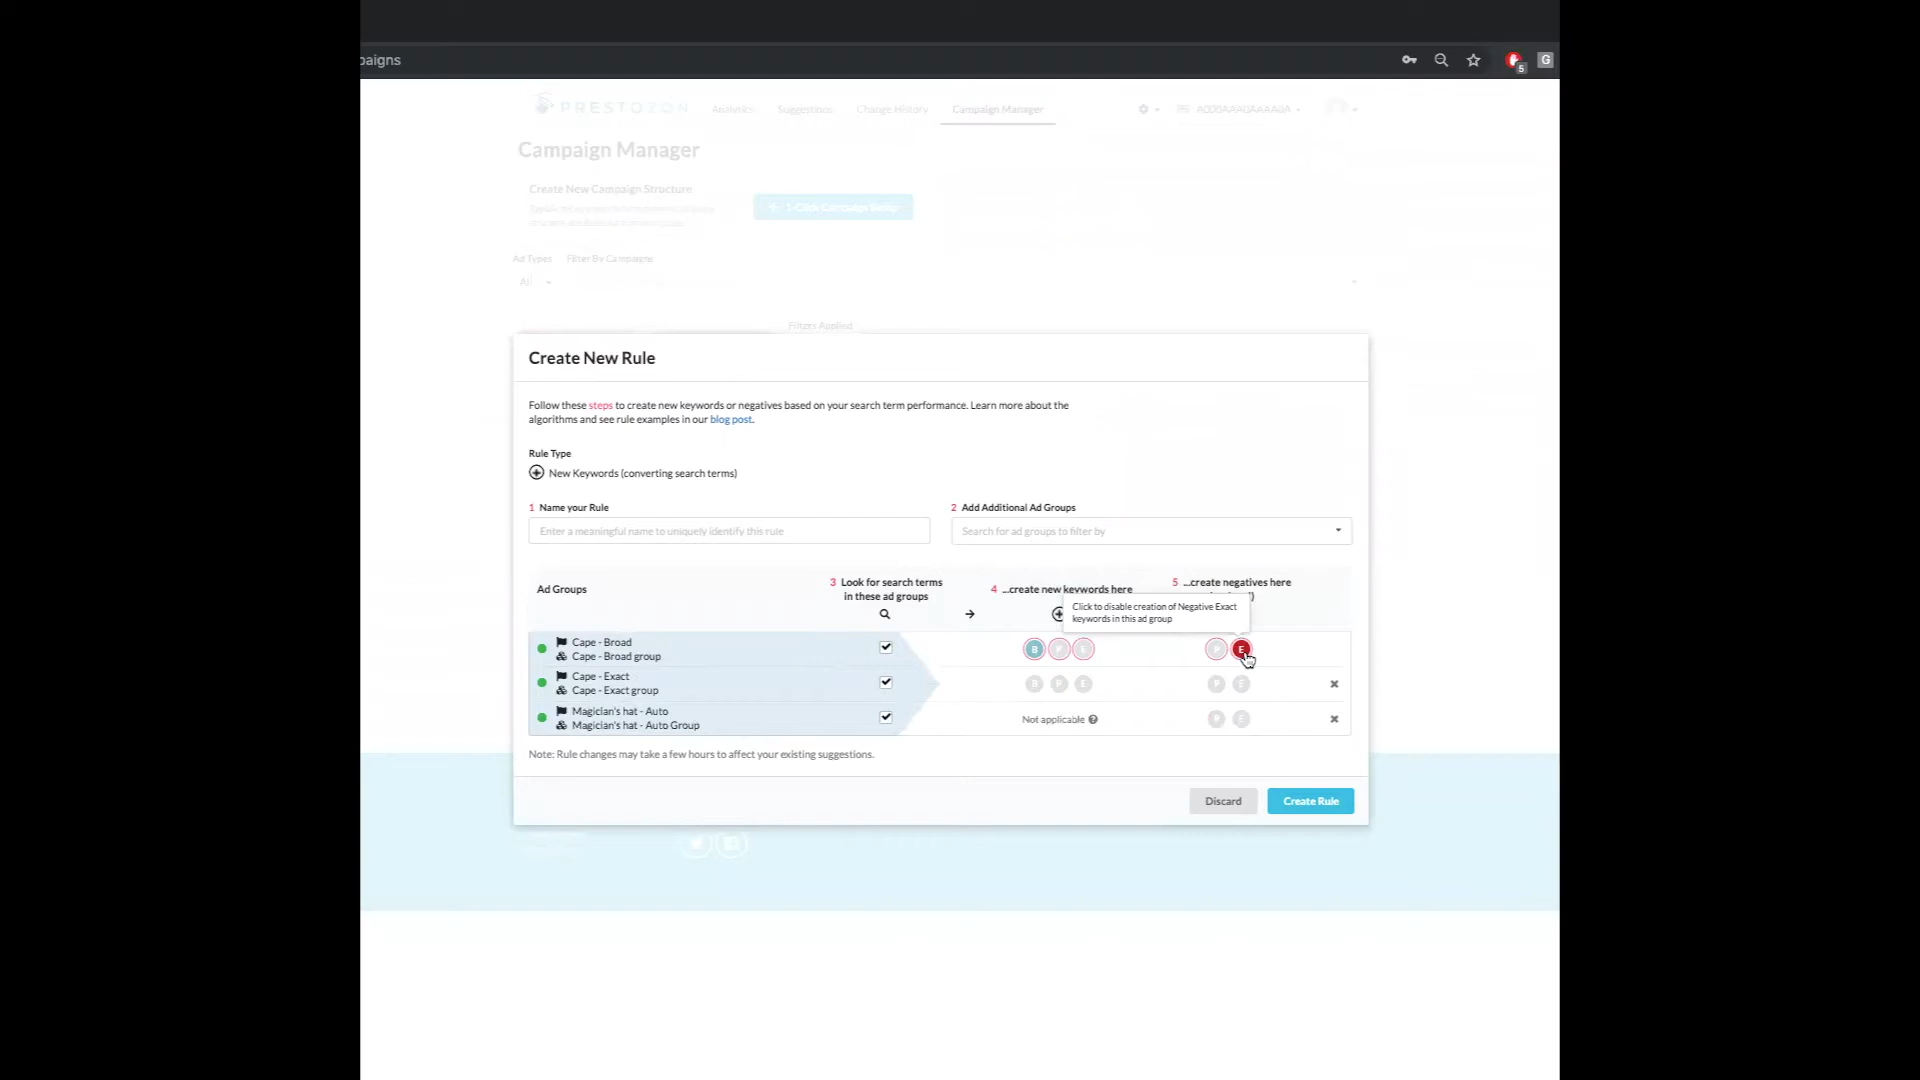 paigns
5
G
PRESTOZON Analytics Suggestions Change History Campaign Manager
Campaign Manager
Create New Campaign Structure
1-Click Campaign
Ad Types Filter By Campaigns
Filters Applied
Create New Rule
Follow these steps to create new keywords or negatives based on your search term performance. Learn more about the
algorithms and see rule examples in our blog post.
Rule Type
New Keywords (converting search terms)
1 Name your Rule
2 Add Additional Ad Groups
Enter a meaningful name to uniquely identify this rule
Search for ad groups to filter by
Ad Groups
3 Look for search terms
in these ad groups
4 ...create new keywords here
5 ...create negatives here
Click to disable creation of Negative Exact
keywords in this ad group
Cape - Broad
Cape - Broad group
B P E P E
Cape - Exact
Cape - Exact group
B P E P E
Magician's hat - Auto
Magician's hat - Auto Group
Not applicable P E
Note: Rule changes may take a few hours to affect your existing suggestions.
Discard Create Rule